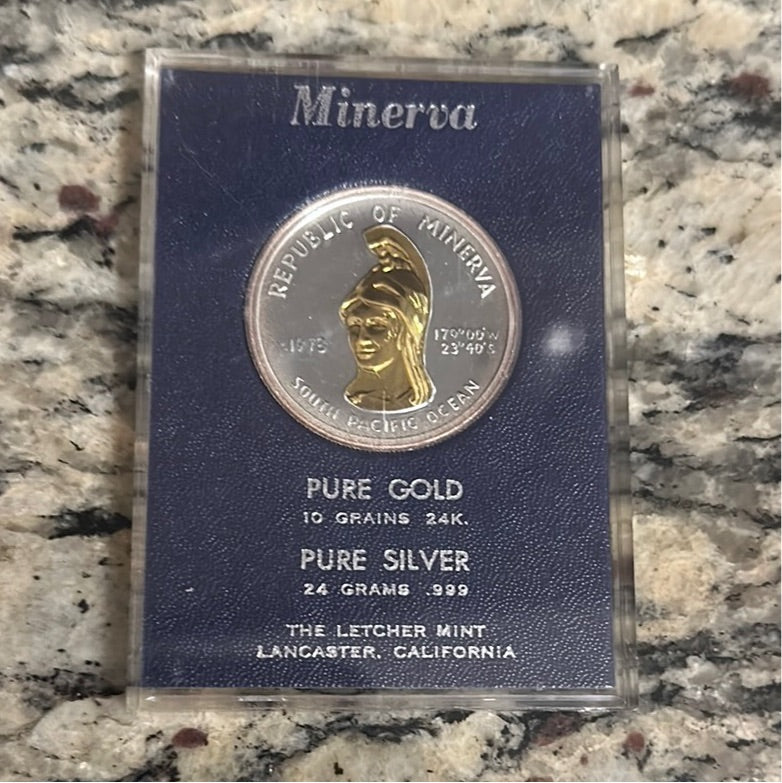 Minerva
REPUBLIC OF MINERVA
1973
179°00'W
23°40'S
SOUTH PACIFIC OCEAN
PURE GOLD
10 GRAINS 24K.
PURE SILVER
24 GRAMS .999
THE LETCHER MINT
LANCASTER, CALIFORNIA